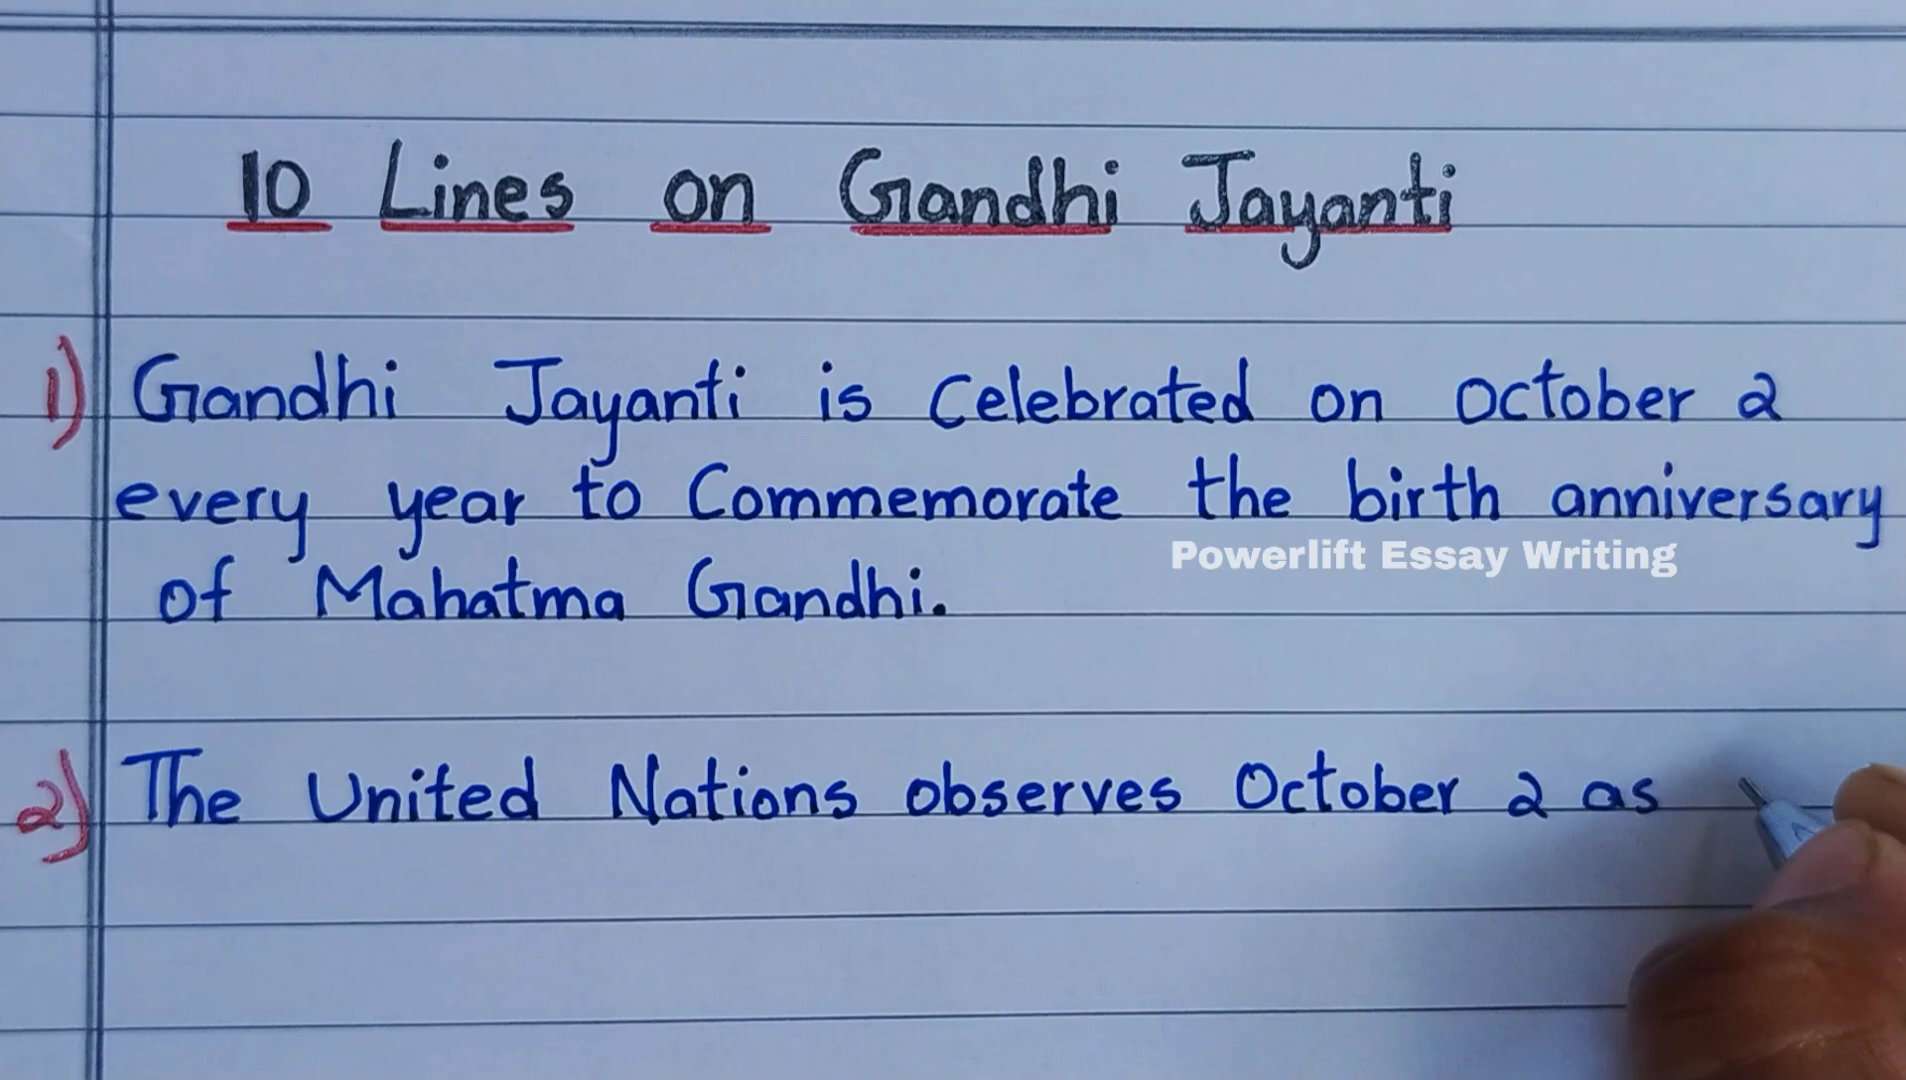 10 Lines on Gandhi Jayanti
1) Gandhi Jayanti is Celebrated on October 2
every year to Commemorate the birth anniversary
Powerlift Essay Writing
of Mahatma Gandhi.
2) The United Nations observes October 2 as